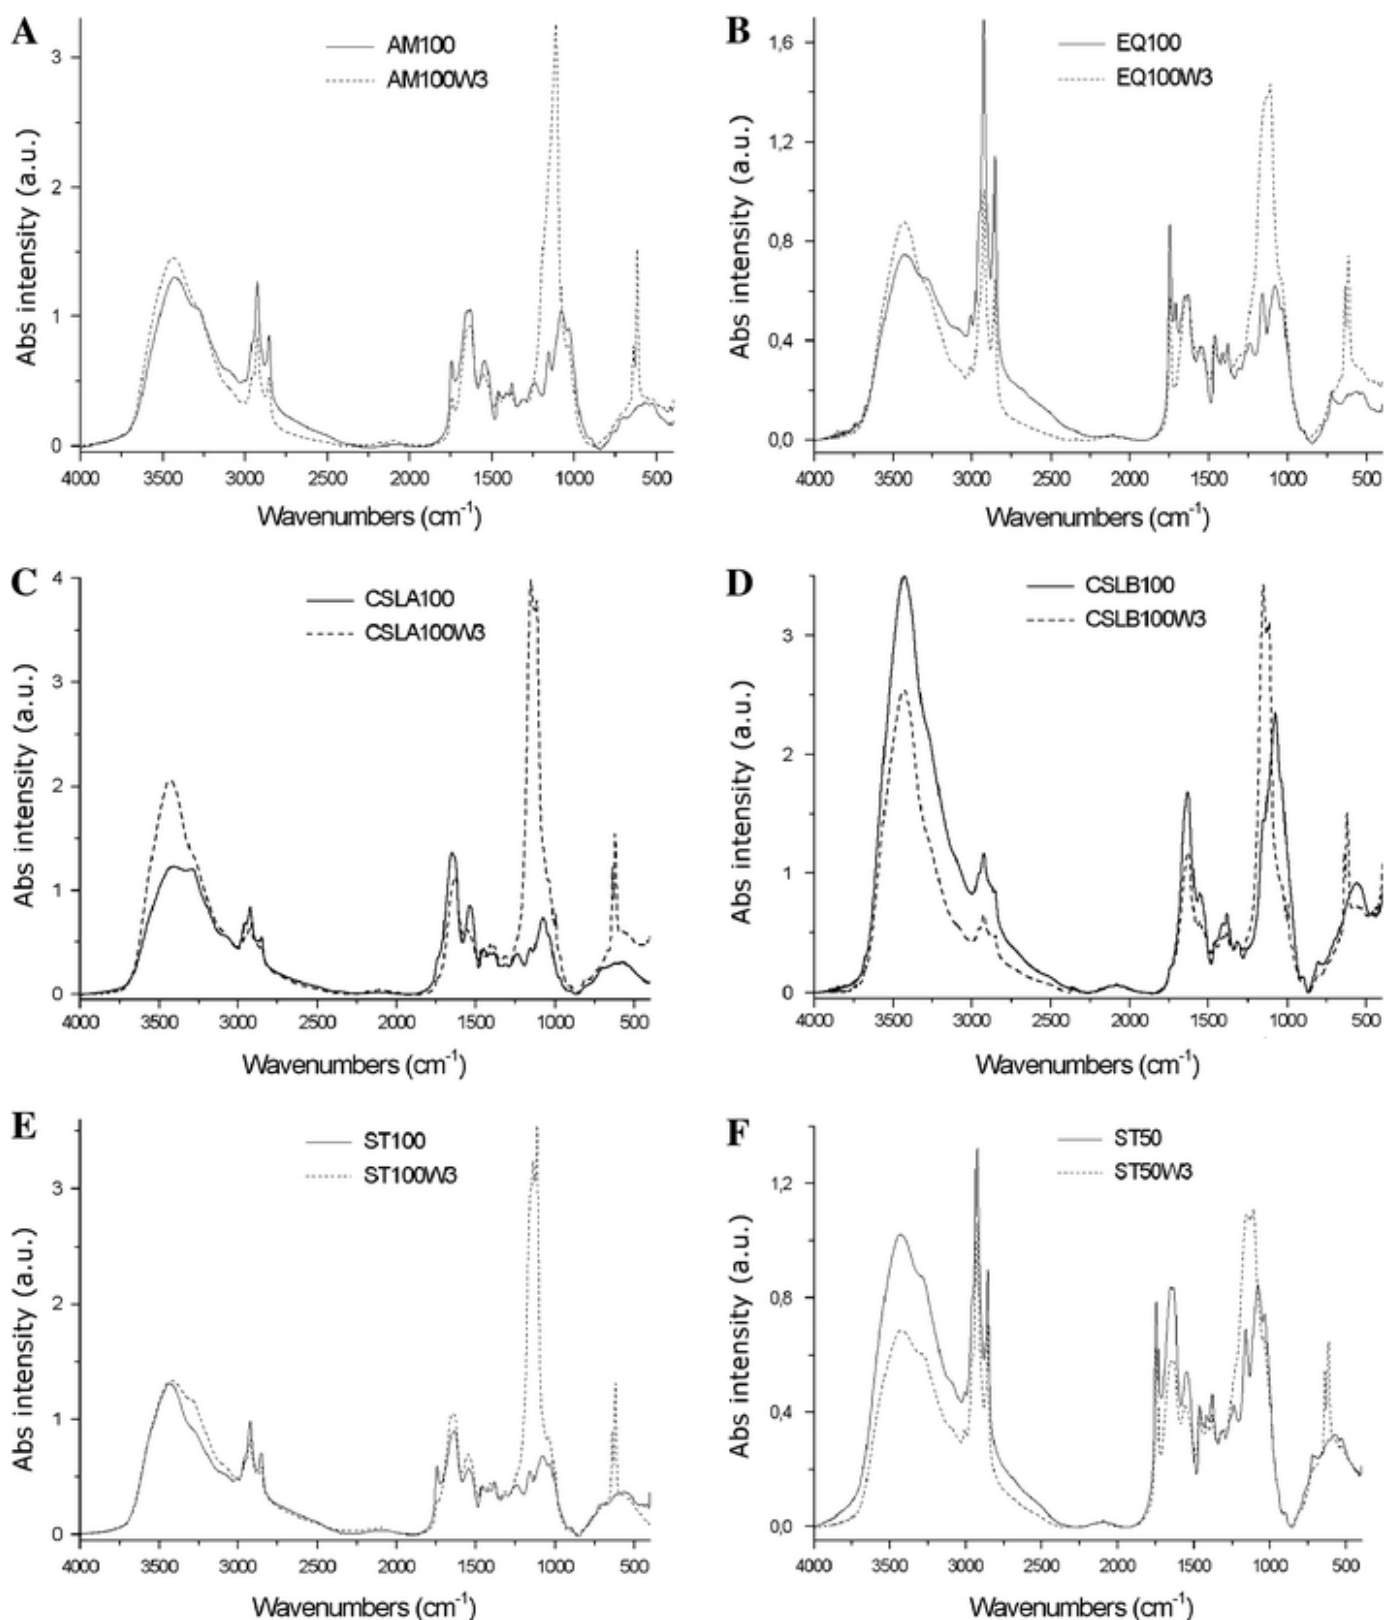 A
AM100
AM100W3
Abs intensity (a.u.)
3
2
1
0
4000 3500 3000 2500 2000 1500 1000 500
Wavenumbers (cm-1)
B
EQ100
EQ100W3
Abs intensity (a.u.)
1,6
1,2
0,8
0,4
0,0
4000 3500 3000 2500 2000 1500 1000 500
Wavenumbers (cm-1)
C
CSLA100
CSLA100W3
Abs intensity (a.u.)
4
3
2
1
0
4000 3500 3000 2500 2000 1500 1000 500
Wavenumbers (cm-1)
D
CSLB100
CSLB100W3
Abs intensity (a.u.)
3
2
1
0
4000 3500 3000 2500 2000 1500 1000 500
Wavenumbers (cm-1)
E
ST100
ST100W3
Abs intensity (a.u.)
3
2
1
0
4000 3500 3000 2500 2000 1500 1000 500
Wavenumbers (cm-1)
F
ST50
ST50W3
Abs intensity (a.u.)
1,2
0,8
0,4
0,0
4000 3500 3000 2500 2000 1500 1000 500
Wavenumbers (cm-1)